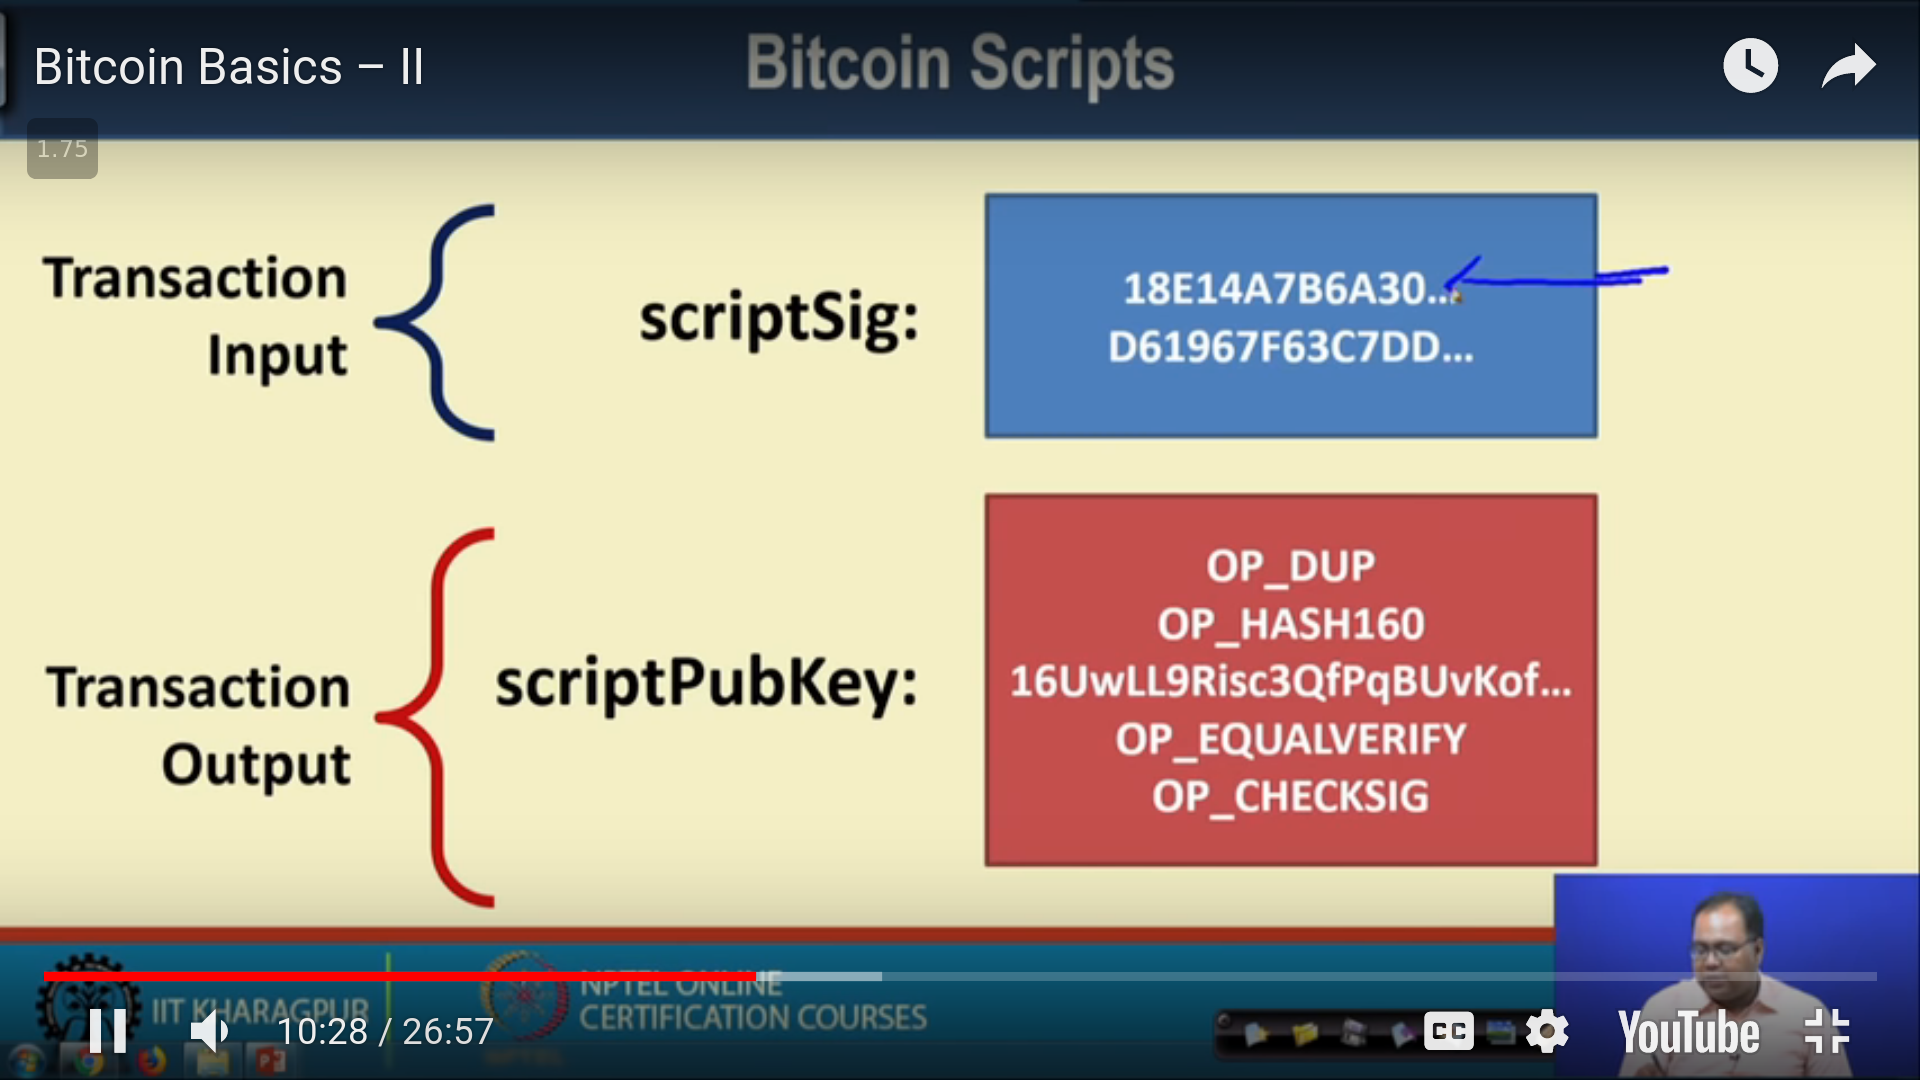 Bitcoin Basics – II
Bitcoin Scripts
1.75
Transaction
Input
scriptSig:
18E14A7B6A30...
D61967F63C7DD...
Transaction
Output
scriptPubKey:
OP_DUP
OP_HASH160
16UwLL9Risc3QfPqBUvKof...
OP_EQUALVERIFY
OP_CHECKSIG
IIT KHARAGPUR
NPTEL ONLINE
CERTIFICATION COURSES
10:28 / 26:57
CC
YouTube